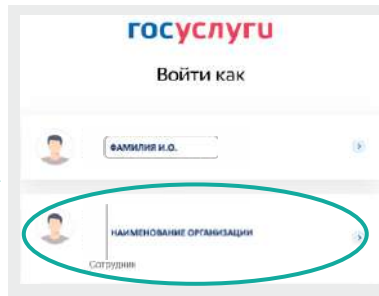 госуслуги
Войти как
ФАМИЛИЯ И.О.
НАИМЕНОВАНИЕ ОРГАНИЗАЦИИ
Сотрудник